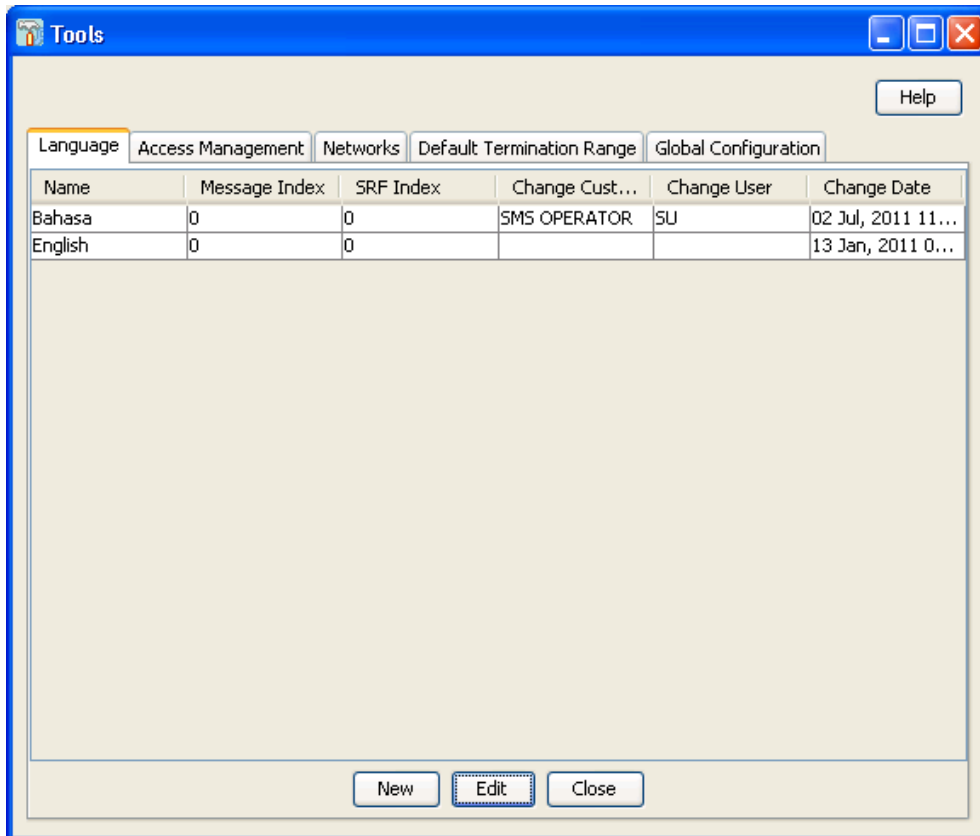 Tools
Help
Language Access Management Networks Default Termination Range Global Configuration
Name Message Index SRF Index Change Cust... Change User Change Date
Bahasa 0 0 SMS OPERATOR SU 02 Jul, 2011 11...
English 0 0 13 Jan, 2011 0...
New Edit Close